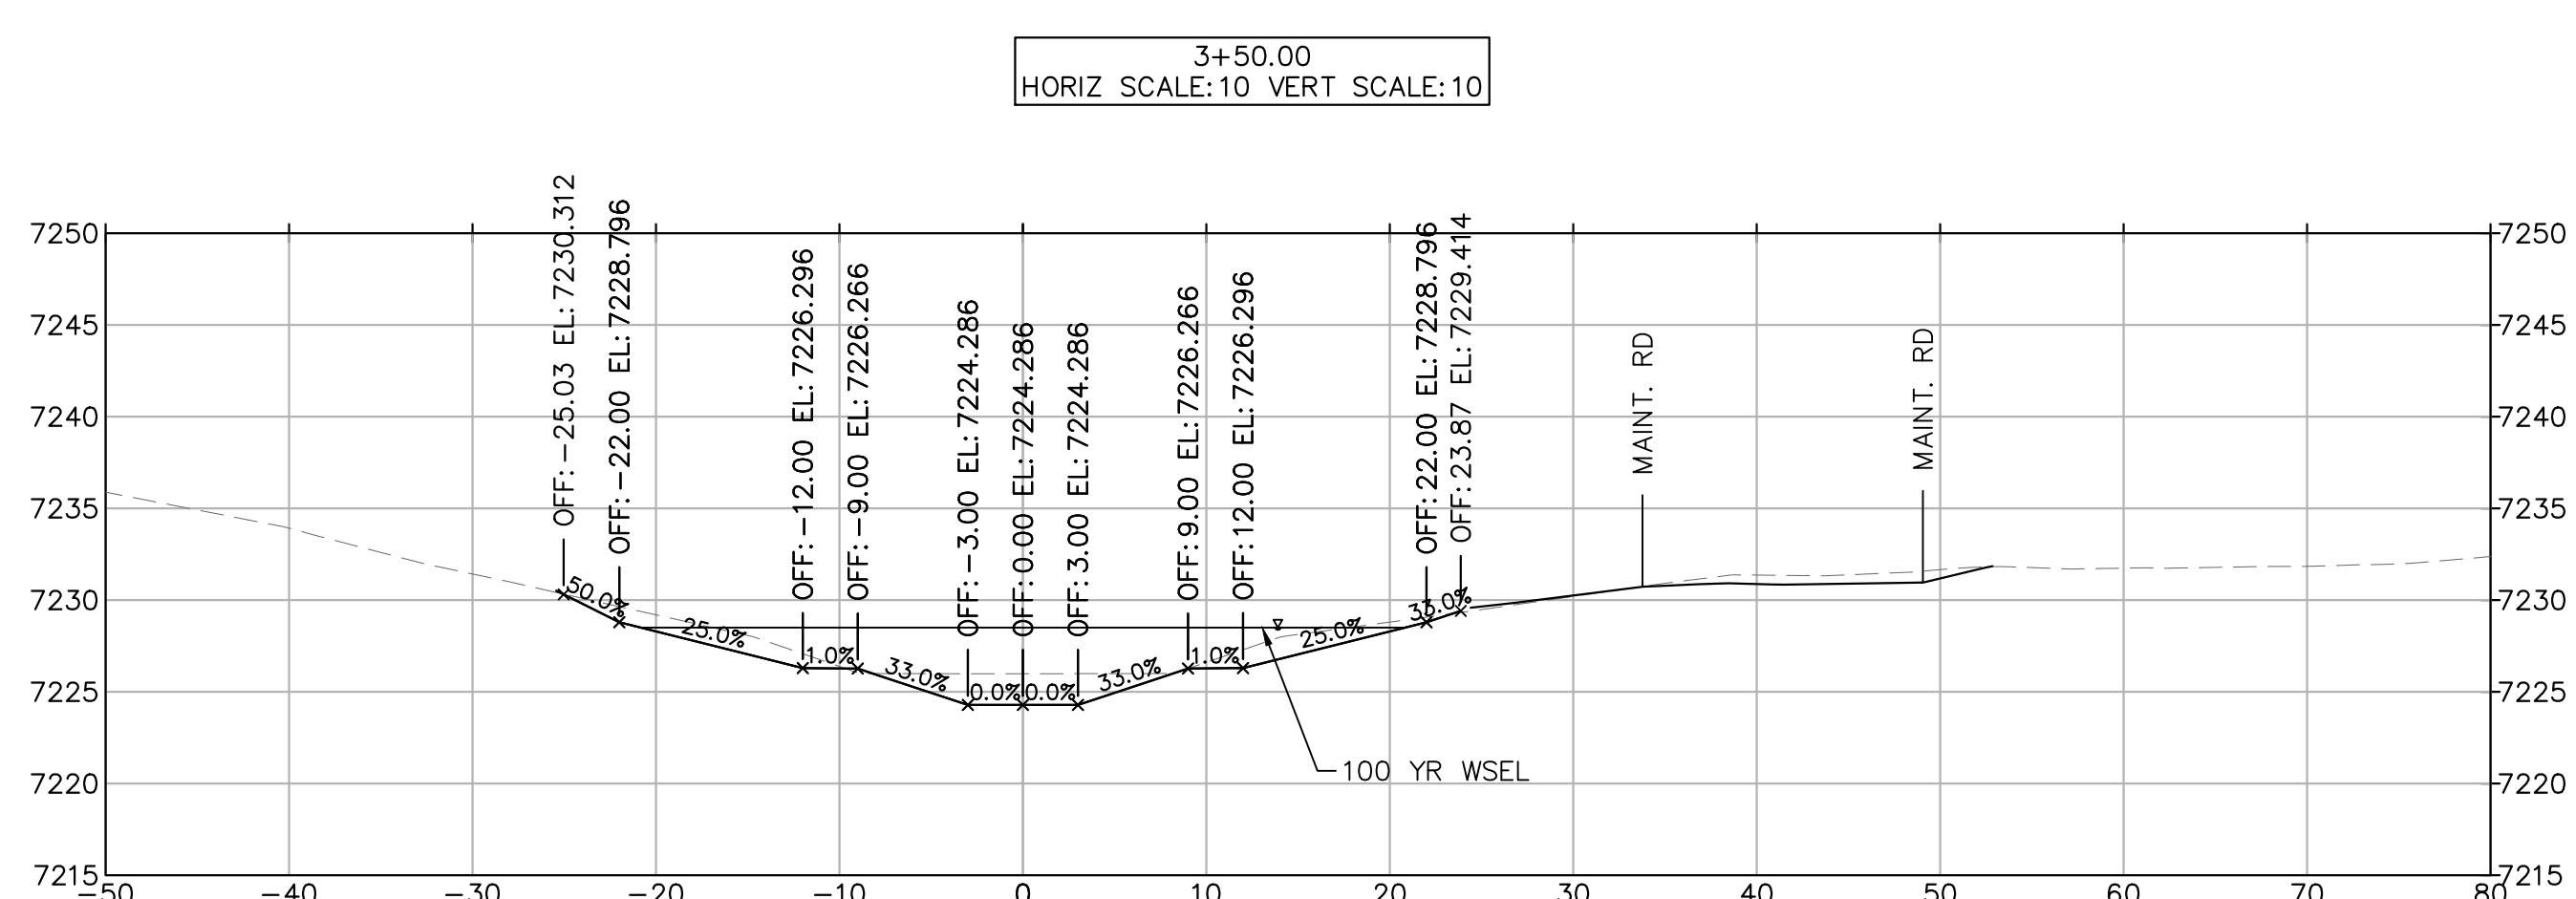 3+50.00
HORIZ SCALE:10 VERT SCALE:10
OFF:-25.03 EL:7230.312
OFF:-22.00 EL:7228.796
OFF:-12.00 EL:7226.296
OFF:-9.00 EL:7226.266
OFF:-3.00 EL:7224.286
OFF:0.00 EL:7224.286
OFF:3.00 EL:7224.286
OFF:9.00 EL:7226.266
OFF:12.00 EL:7226.296
OFF:22.00 EL:7228.796
OFF:23.87 EL:7229.414
MAINT. RD
MAINT. RD
7250
7250
7245
7245
7240
7240
7235
7235
7230
7230
50.0%
25.0%
1.0%
33.0%
0.0%
0.0%
33.0%
1.0%
25.0%
33.0%
7225
7225
100 YR WSEL
7220
7220
7215
7215
-50
-40
-30
-20
-10
0
10
20
30
40
50
60
70
80